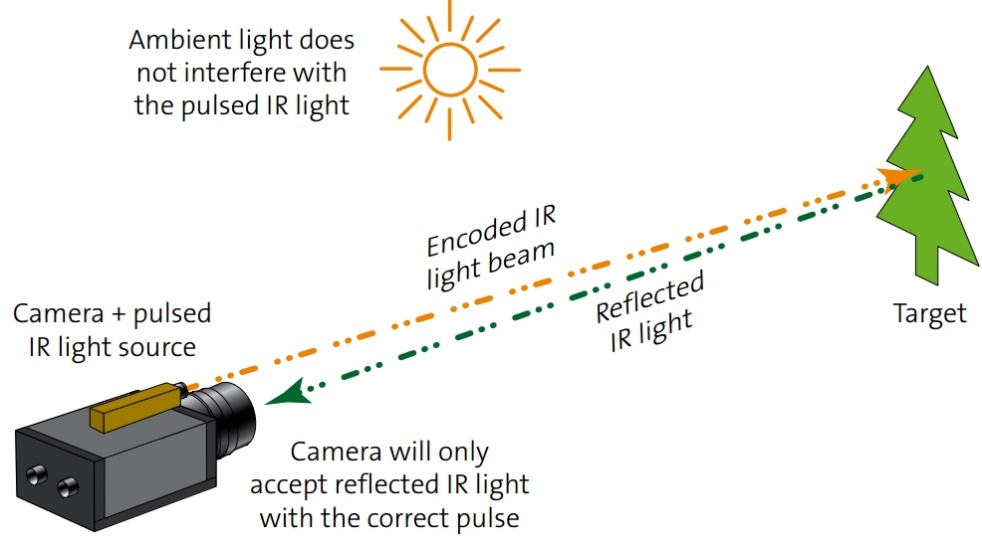 Ambient light does
not interfere with
the pulsed IR light
Encoded IR
light beam
Reflected
IR light
Target
Camera + pulsed
IR light source
Camera will only
accept reflected IR light
with the correct pulse